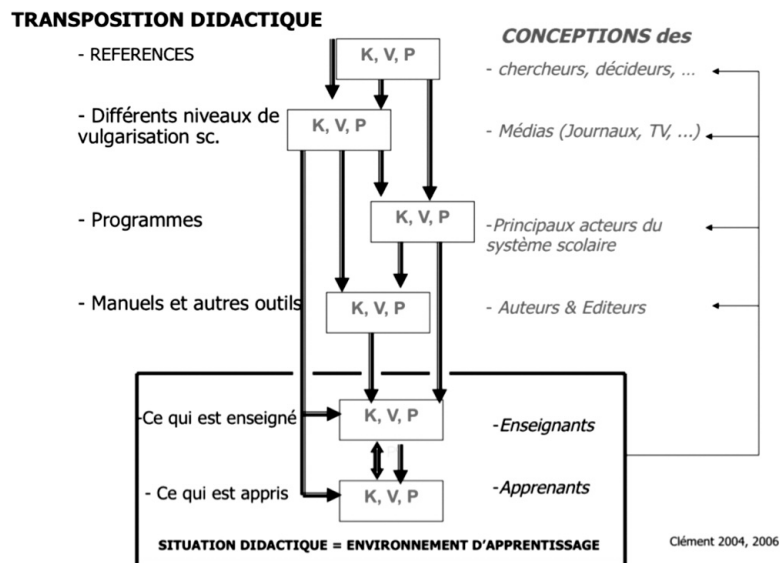 TRANSPOSITION DIDACTIQUE
CONCEPTIONS des
- REFERENCES
K, V, P
- chercheurs, décideurs, ...
- Différents niveaux de
vulgarisation sc.
K, V, P
- Médias (Journaux, TV, ...)
- Programmes
K, V, P
-Principaux acteurs du
système scolaire
- Manuels et autres outils
K, V, P
- Auteurs & Editeurs
-Ce qui est enseigné
K, V, P
-Enseignants
- Ce qui est appris
K, V, P
-Apprenants
SITUATION DIDACTIQUE = ENVIRONNEMENT D'APPRENTISSAGE
Clément 2004, 2006